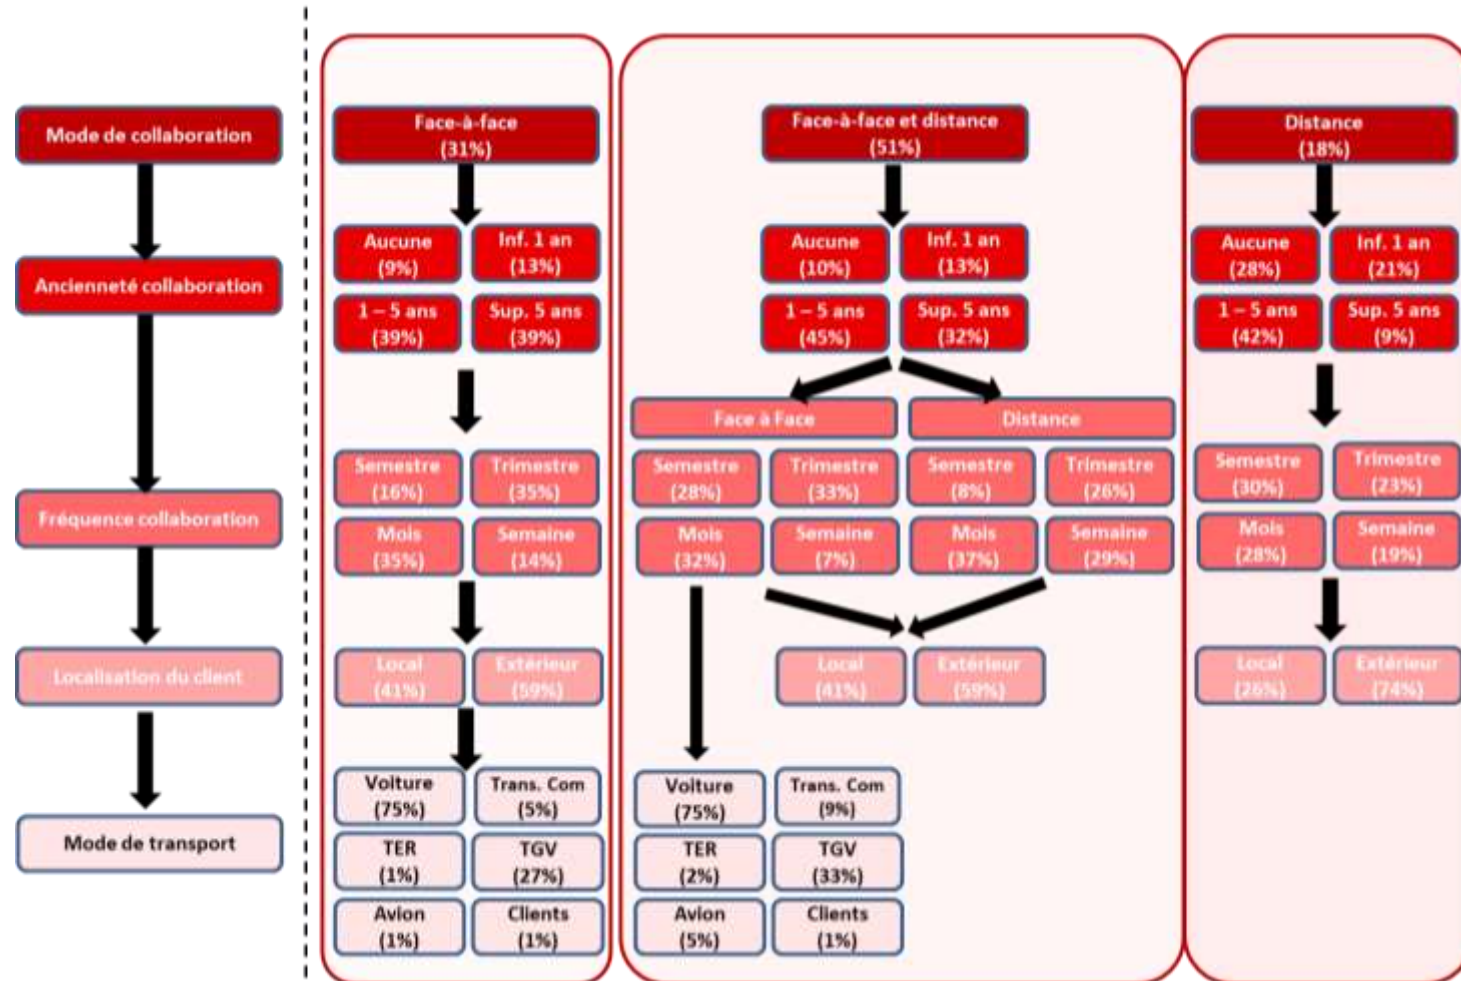 Mode de collaboration
Ancienneté collaboration
Fréquence collaboration
Localisation du client
Mode de transport
Face-à-face
(31%)
Aucune
(9%)
Inf. 1 an
(13%)
1 – 5 ans
(39%)
Sup. 5 ans
(39%)
Semestre
(16%)
Trimestre
(35%)
Mois
(35%)
Semaine
(14%)
Local
(41%)
Extérieur
(59%)
Voiture
(75%)
Trans. Com
(5%)
TER
(1%)
TGV
(27%)
Avion
(1%)
Clients
(1%)
Face-à-face et distance
(51%)
Aucune
(10%)
Inf. 1 an
(13%)
1 – 5 ans
(45%)
Sup. 5 ans
(32%)
Face à Face
Distance
Semestre
(28%)
Trimestre
(33%)
Semestre
(8%)
Trimestre
(26%)
Mois
(32%)
Semaine
(7%)
Mois
(37%)
Semaine
(29%)
Local
(41%)
Extérieur
(59%)
Voiture
(75%)
Trans. Com
(9%)
TER
(2%)
TGV
(33%)
Avion
(5%)
Clients
(1%)
Distance
(18%)
Aucune
(28%)
Inf. 1 an
(21%)
1 – 5 ans
(42%)
Sup. 5 ans
(9%)
Semestre
(30%)
Trimestre
(23%)
Mois
(28%)
Semaine
(19%)
Local
(26%)
Extérieur
(74%)